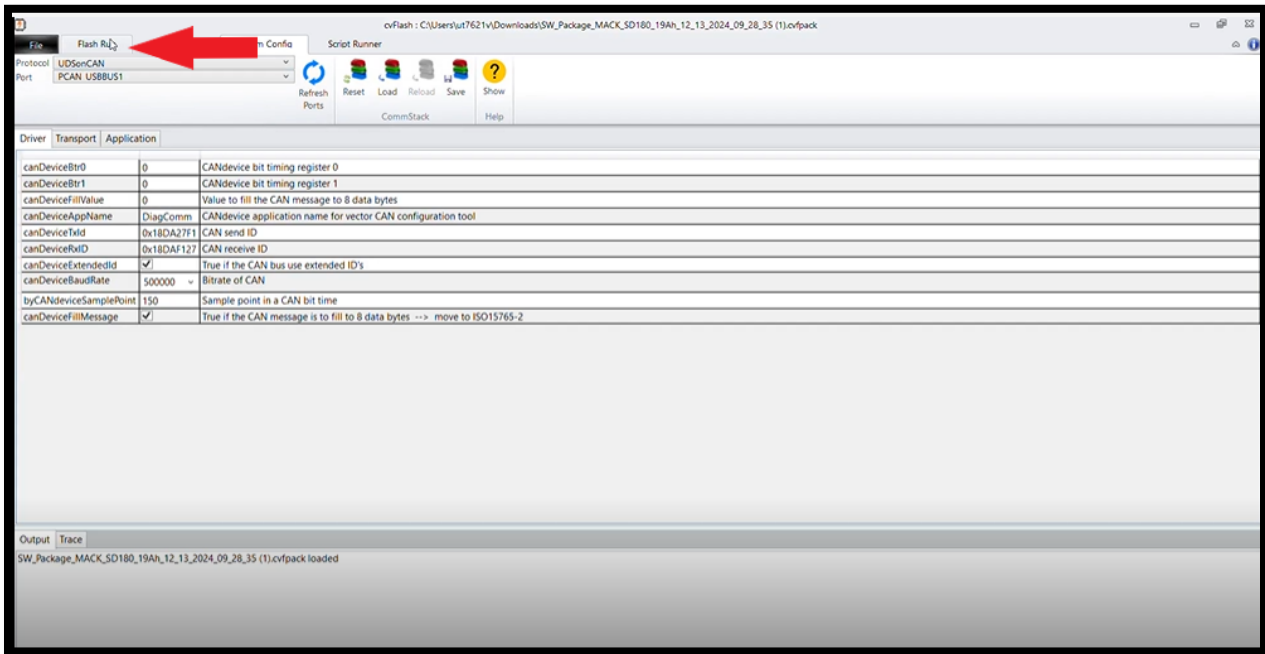 cvFlash : C:\Users\ut7621v\Downloads\SW_Package_MACK_SD180_19Ah_12_13_2024_09_28_35 (1).cvfpack
File Flash Config Script Runner
Protocol UDSonCAN
Port PCAN_USBBUS1
Refresh Ports
Reset Load Reload Save
CommStack
Show
Help
Driver Transport Application
canDeviceBtr0 0 CANdevice bit timing register 0
canDeviceBtr1 0 CANdevice bit timing register 1
canDeviceFillValue 0 Value to fill the CAN message to 8 data bytes
canDeviceAppName DiagComm CANdevice application name for vector CAN configuration tool
canDeviceTxId 0x18DA27F1 CAN send ID
canDeviceRxID 0x18DAF127 CAN receive ID
canDeviceExtendedId True if the CAN bus use extended ID's
canDeviceBaudRate 500000 Bitrate of CAN
byCANdeviceSamplePoint 150 Sample point in a CAN bit time
canDeviceFillMessage True if the CAN message is to fill to 8 data bytes --> move to ISO15765-2
Output Trace
SW_Package_MACK_SD180_19Ah_12_13_2024_09_28_35 (1).cvfpack loaded